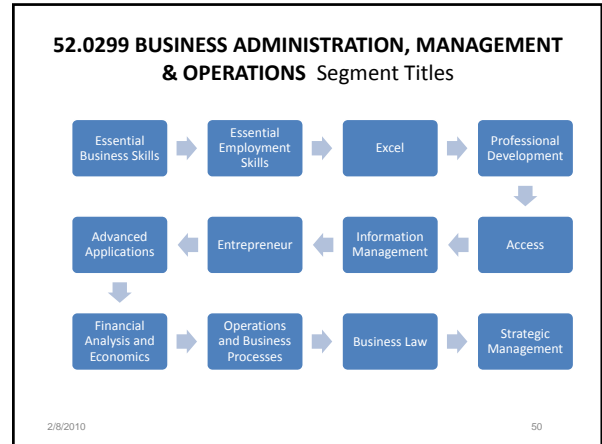 52.0299 BUSINESS ADMINISTRATION, MANAGEMENT
& OPERATIONS Segment Titles
Essential
Business Skills
Essential
Employment
Skills
Excel
Professional
Development
Access
Information
Management
Entrepreneur
Advanced
Applications
Financial
Analysis and
Economics
Operations
and Business
Processes
Business Law
Strategic
Management
2/8/2010
50